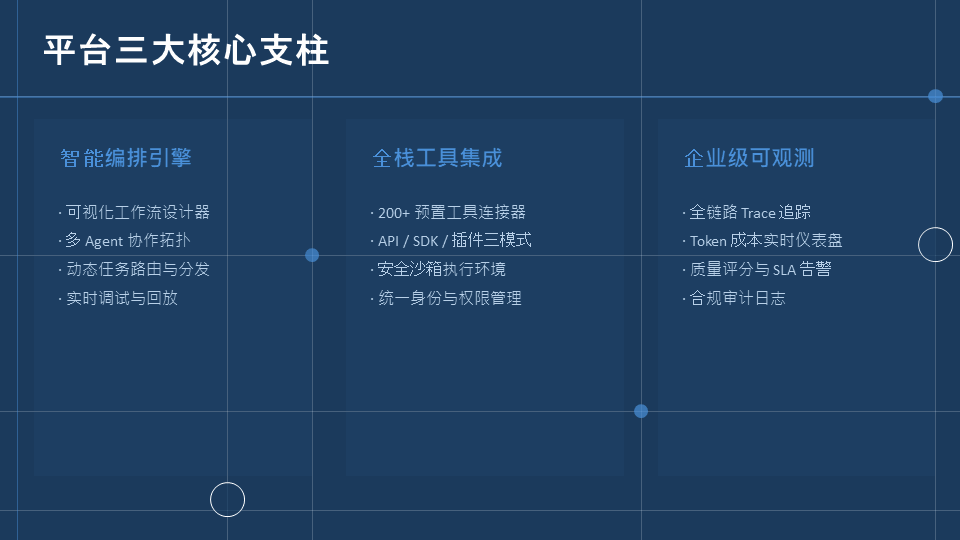 平台三大核心支柱
智能编排引擎
· 可视化工作流设计器
· 多 Agent 协作拓扑
· 动态任务路由与分发
· 实时调试与回放
全栈工具集成
· 200+ 预置工具连接器
· API / SDK / 插件三模式
· 安全沙箱执行环境
· 统一身份与权限管理
企业级可观测
· 全链路 Trace 追踪
· Token 成本实时仪表盘
· 质量评分与 SLA 告警
· 合规审计日志